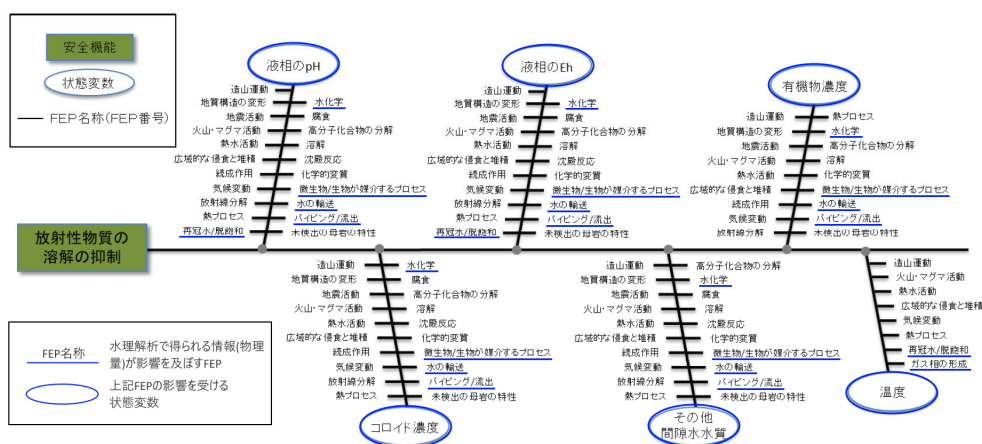 安全機能
状態変数
FEP名称(FEP番号)
放射性物質の
溶解の抑制
FEP名称
水理解析で得られる情報(物理
量)が影響を及ぼすFEP
上記FEPの影響を受ける
状態変数
液相のpH
造山運動
地質構造の変形
地震活動
火山・マグマ活動
熱水活動
広域的な侵食と堆積
続成作用
気候変動
放射線分解
熱プロセス
再冠水/脱飽和
水化学
腐食
高分子化合物の分解
溶解
沈殿反応
化学的変質
微生物/生物が媒介するプロセス
水の輸送
パイピング/流出
未検出の母岩の特性
液相のEh
造山運動
地質構造の変形
地震活動
火山・マグマ活動
熱水活動
広域的な侵食と堆積
続成作用
気候変動
放射線分解
熱プロセス
再冠水/脱飽和
水化学
腐食
高分子化合物の分解
溶解
沈殿反応
化学的変質
微生物/生物が媒介するプロセス
水の輸送
パイピング/流出
未検出の母岩の特性
有機物濃度
造山運動
地質構造の変形
地震活動
火山・マグマ活動
熱水活動
広域的な侵食と堆積
続成作用
気候変動
放射線分解
熱プロセス
水化学
高分子化合物の分解
溶解
化学的変質
微生物/生物が媒介するプロセス
水の輸送
パイピング/流出
未検出の母岩の特性
造山運動
地質構造の変形
地震活動
火山・マグマ活動
熱水活動
広域的な侵食と堆積
続成作用
気候変動
放射線分解
熱プロセス
水化学
腐食
高分子化合物の分解
溶解
沈殿反応
化学的変質
微生物/生物が媒介するプロセス
水の輸送
パイピング/流出
未検出の母岩の特性
コロイド濃度
造山運動
地質構造の変形
地震活動
火山・マグマ活動
熱水活動
広域的な侵食と堆積
続成作用
気候変動
放射線分解
熱プロセス
高分子化合物の分解
水化学
腐食
溶解
沈殿反応
化学的変質
微生物/生物が媒介するプロセス
水の輸送
パイピング/流出
未検出の母岩の特性
その他
間隙水水質
造山運動
火山・マグマ活動
熱水活動
広域的な侵食と堆積
気候変動
熱プロセス
再冠水/脱飽和
ガス相の形成
温度